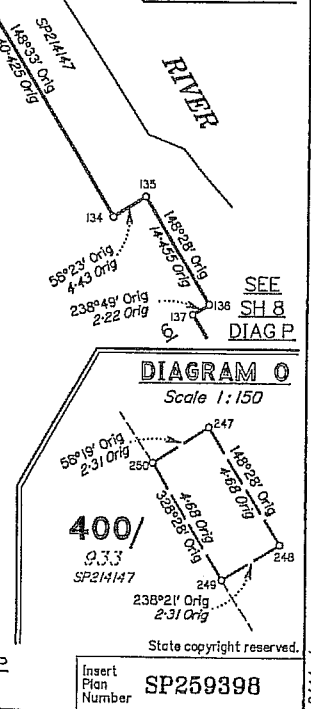 SP214147
148°33' Orig
40·425 Orig
RIVER
135
134
148°28' Orig
14·455 Orig
56°23' Orig
4·43 Orig
238°49' Orig
2·22 Orig
138
137
61
SEE
SH 8
DIAG P
DIAGRAM O
Scale 1:150
247
56°19' Orig
2·31 Orig
250
148°28' Orig
4·68 Orig
4·68 Orig
328°28' Orig
400/
933
SP214147
248
249
238°21' Orig
2·31 Orig
State copyright reserved.
Insert
Plan
Number
SP259398